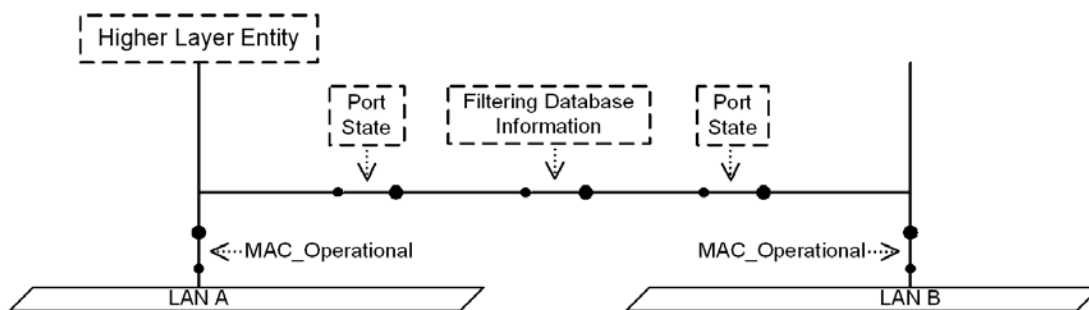 Higher Layer Entity
Port
State
Filtering Database
Information
Port
State
MAC_Operational
MAC_Operational
LAN A
LAN B